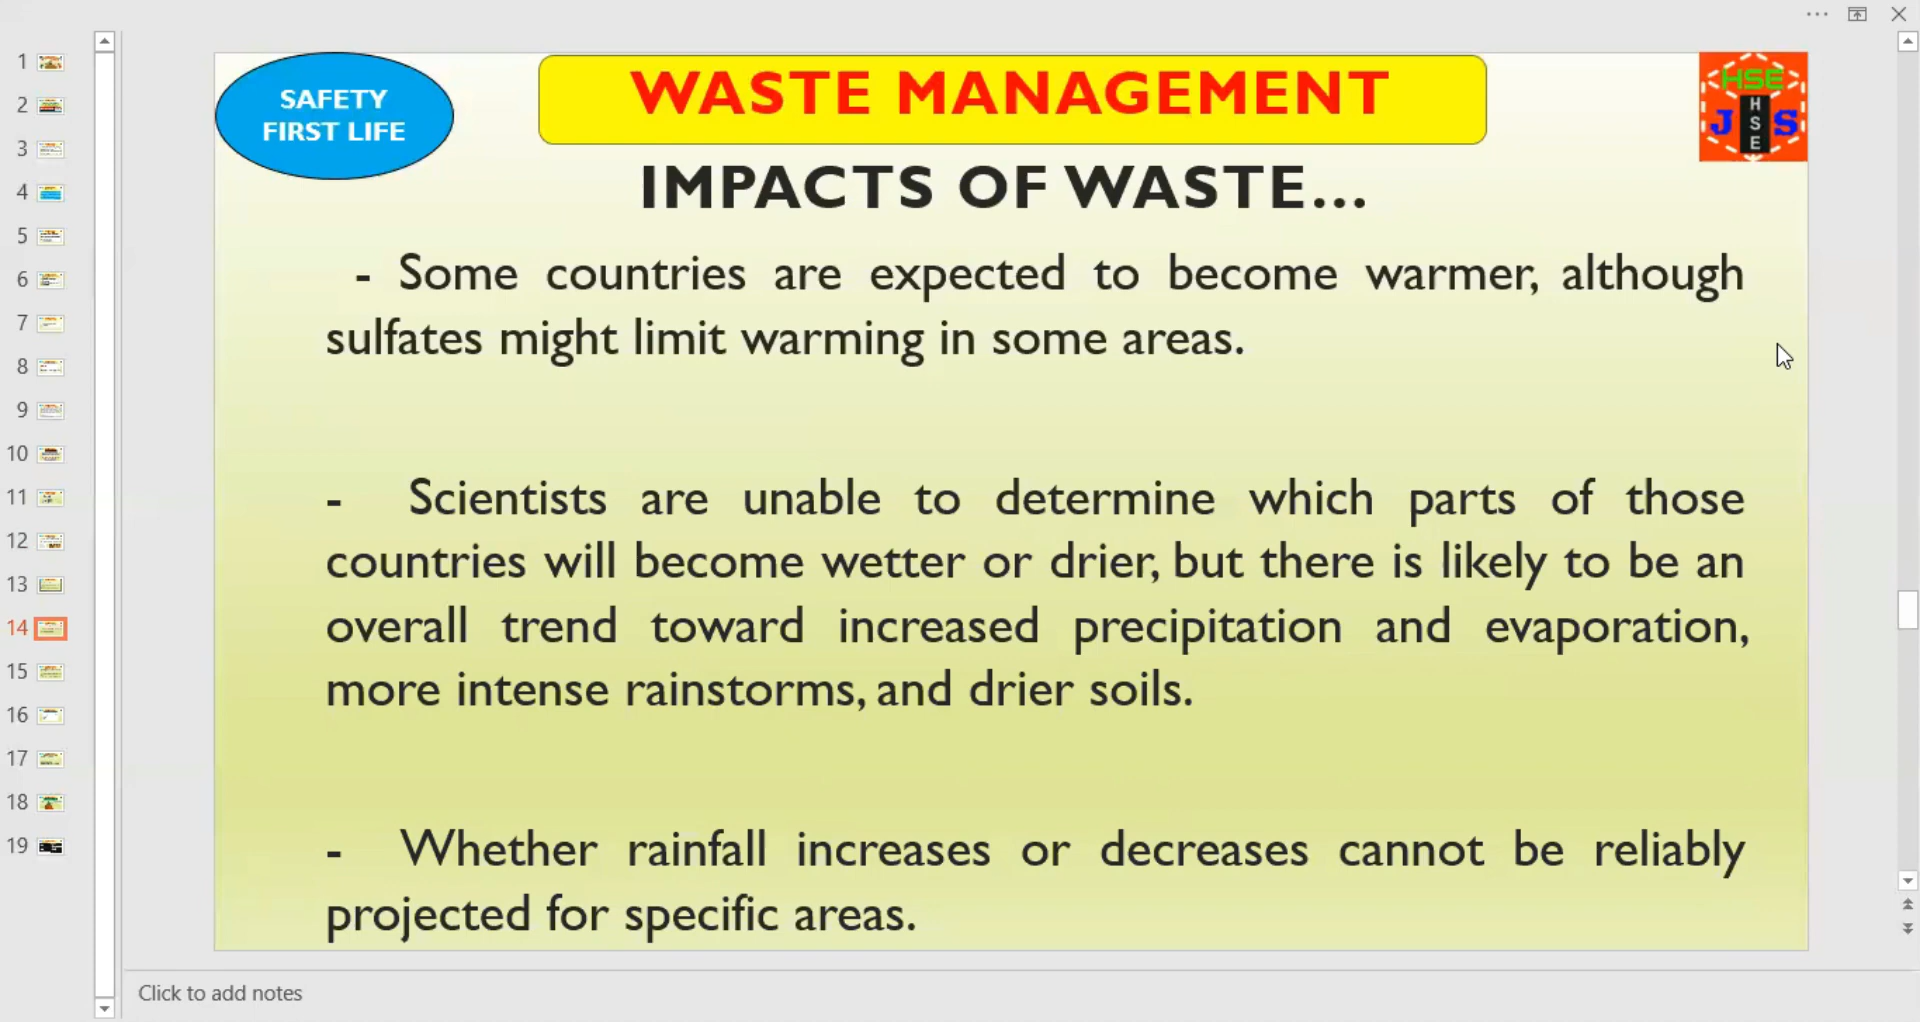 SAFETY
FIRST LIFE
WASTE MANAGEMENT
HSE
J S
H
S
E
IMPACTS OF WASTE...
- Some countries are expected to become warmer, although
sulfates might limit warming in some areas.
- Scientists are unable to determine which parts of those
countries will become wetter or drier, but there is likely to be an
overall trend toward increased precipitation and evaporation,
more intense rainstorms, and drier soils.
- Whether rainfall increases or decreases cannot be reliably
projected for specific areas.
1
2
3
4
5
6
7
8
9
10
11
12
13
14
15
16
17
18
19
Click to add notes